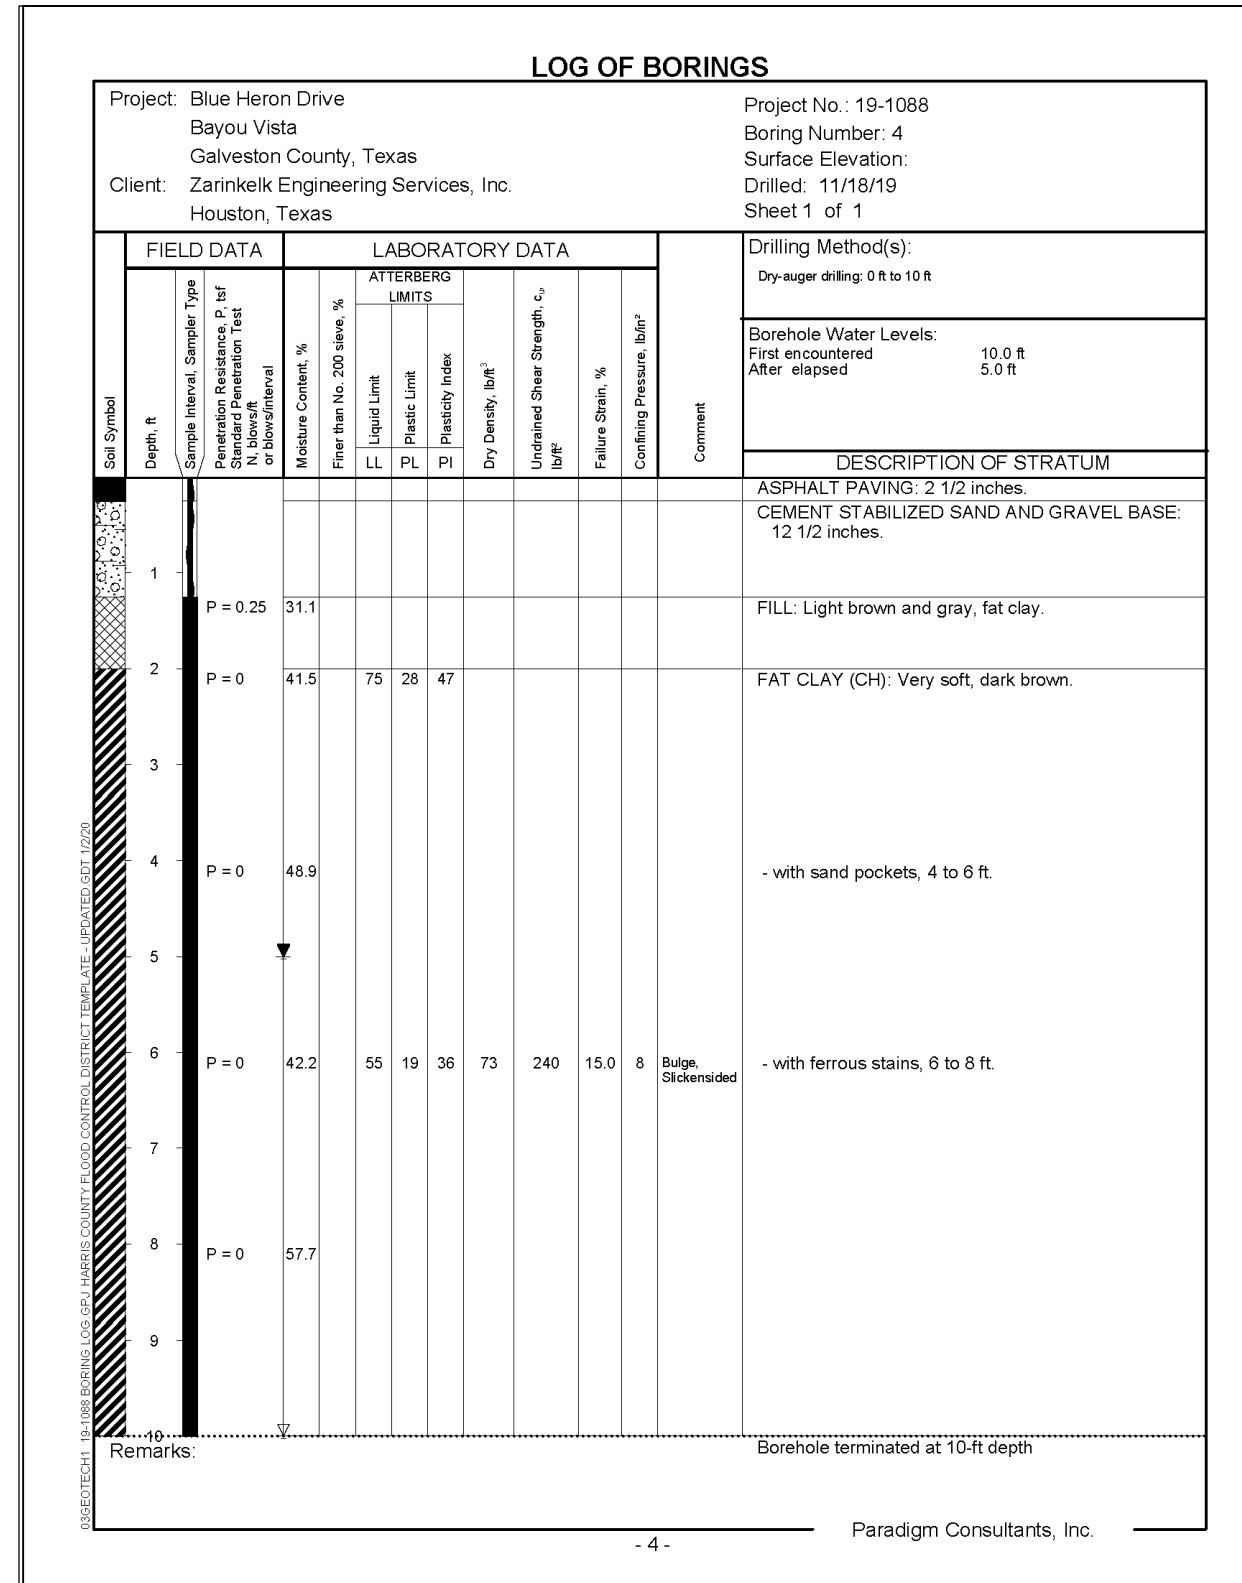 LOG OF BORINGS
Project: Blue Heron Drive
Bayou Vista
Galveston County, Texas
Client: Zarinkelk Engineering Services, Inc.
Houston, Texas
Project No.: 19-1088
Boring Number: 4
Surface Elevation:
Drilled: 11/18/19
Sheet 1 of 1
FIELD DATA
LABORATORY DATA
Soil Symbol
Depth, ft
Sample Interval, Sampler Type
Penetration Resistance, P, tsf
Standard Penetration Test
N, blows/ft
or blows/interval
Moisture Content, %
Finer than No. 200 sieve, %
ATTERBERG
LIMITS
Liquid Limit
Plastic Limit
Plasticity Index
LL PL PI
Dry Density, lb/ft³
Undrained Shear Strength, cᵤ,
lb/ft²
Failure Strain, %
Confining Pressure, lb/in²
Comment
Drilling Method(s):
Dry-auger drilling: 0 ft to 10 ft
Borehole Water Levels:
First encountered 10.0 ft
After elapsed 5.0 ft
DESCRIPTION OF STRATUM
ASPHALT PAVING: 2 1/2 inches.
CEMENT STABILIZED SAND AND GRAVEL BASE:
12 1/2 inches.
1
P = 0.25 31.1 FILL: Light brown and gray, fat clay.
2
P = 0 41.5 75 28 47 FAT CLAY (CH): Very soft, dark brown.
3
4
P = 0 48.9 - with sand pockets, 4 to 6 ft.
5
6
P = 0 42.2 55 19 36 73 240 15.0 8 Bulge, - with ferrous stains, 6 to 8 ft.
Slickensided
7
8
P = 0 57.7
9
10
Remarks:
Borehole terminated at 10-ft depth
Paradigm Consultants, Inc.
- 4 -
03GEOTECH1 19-1088 BORING LOG.GPJ HARRIS COUNTY FLOOD CONTROL DISTRICT TEMPLATE - UPDATED.GDT 1/2/20